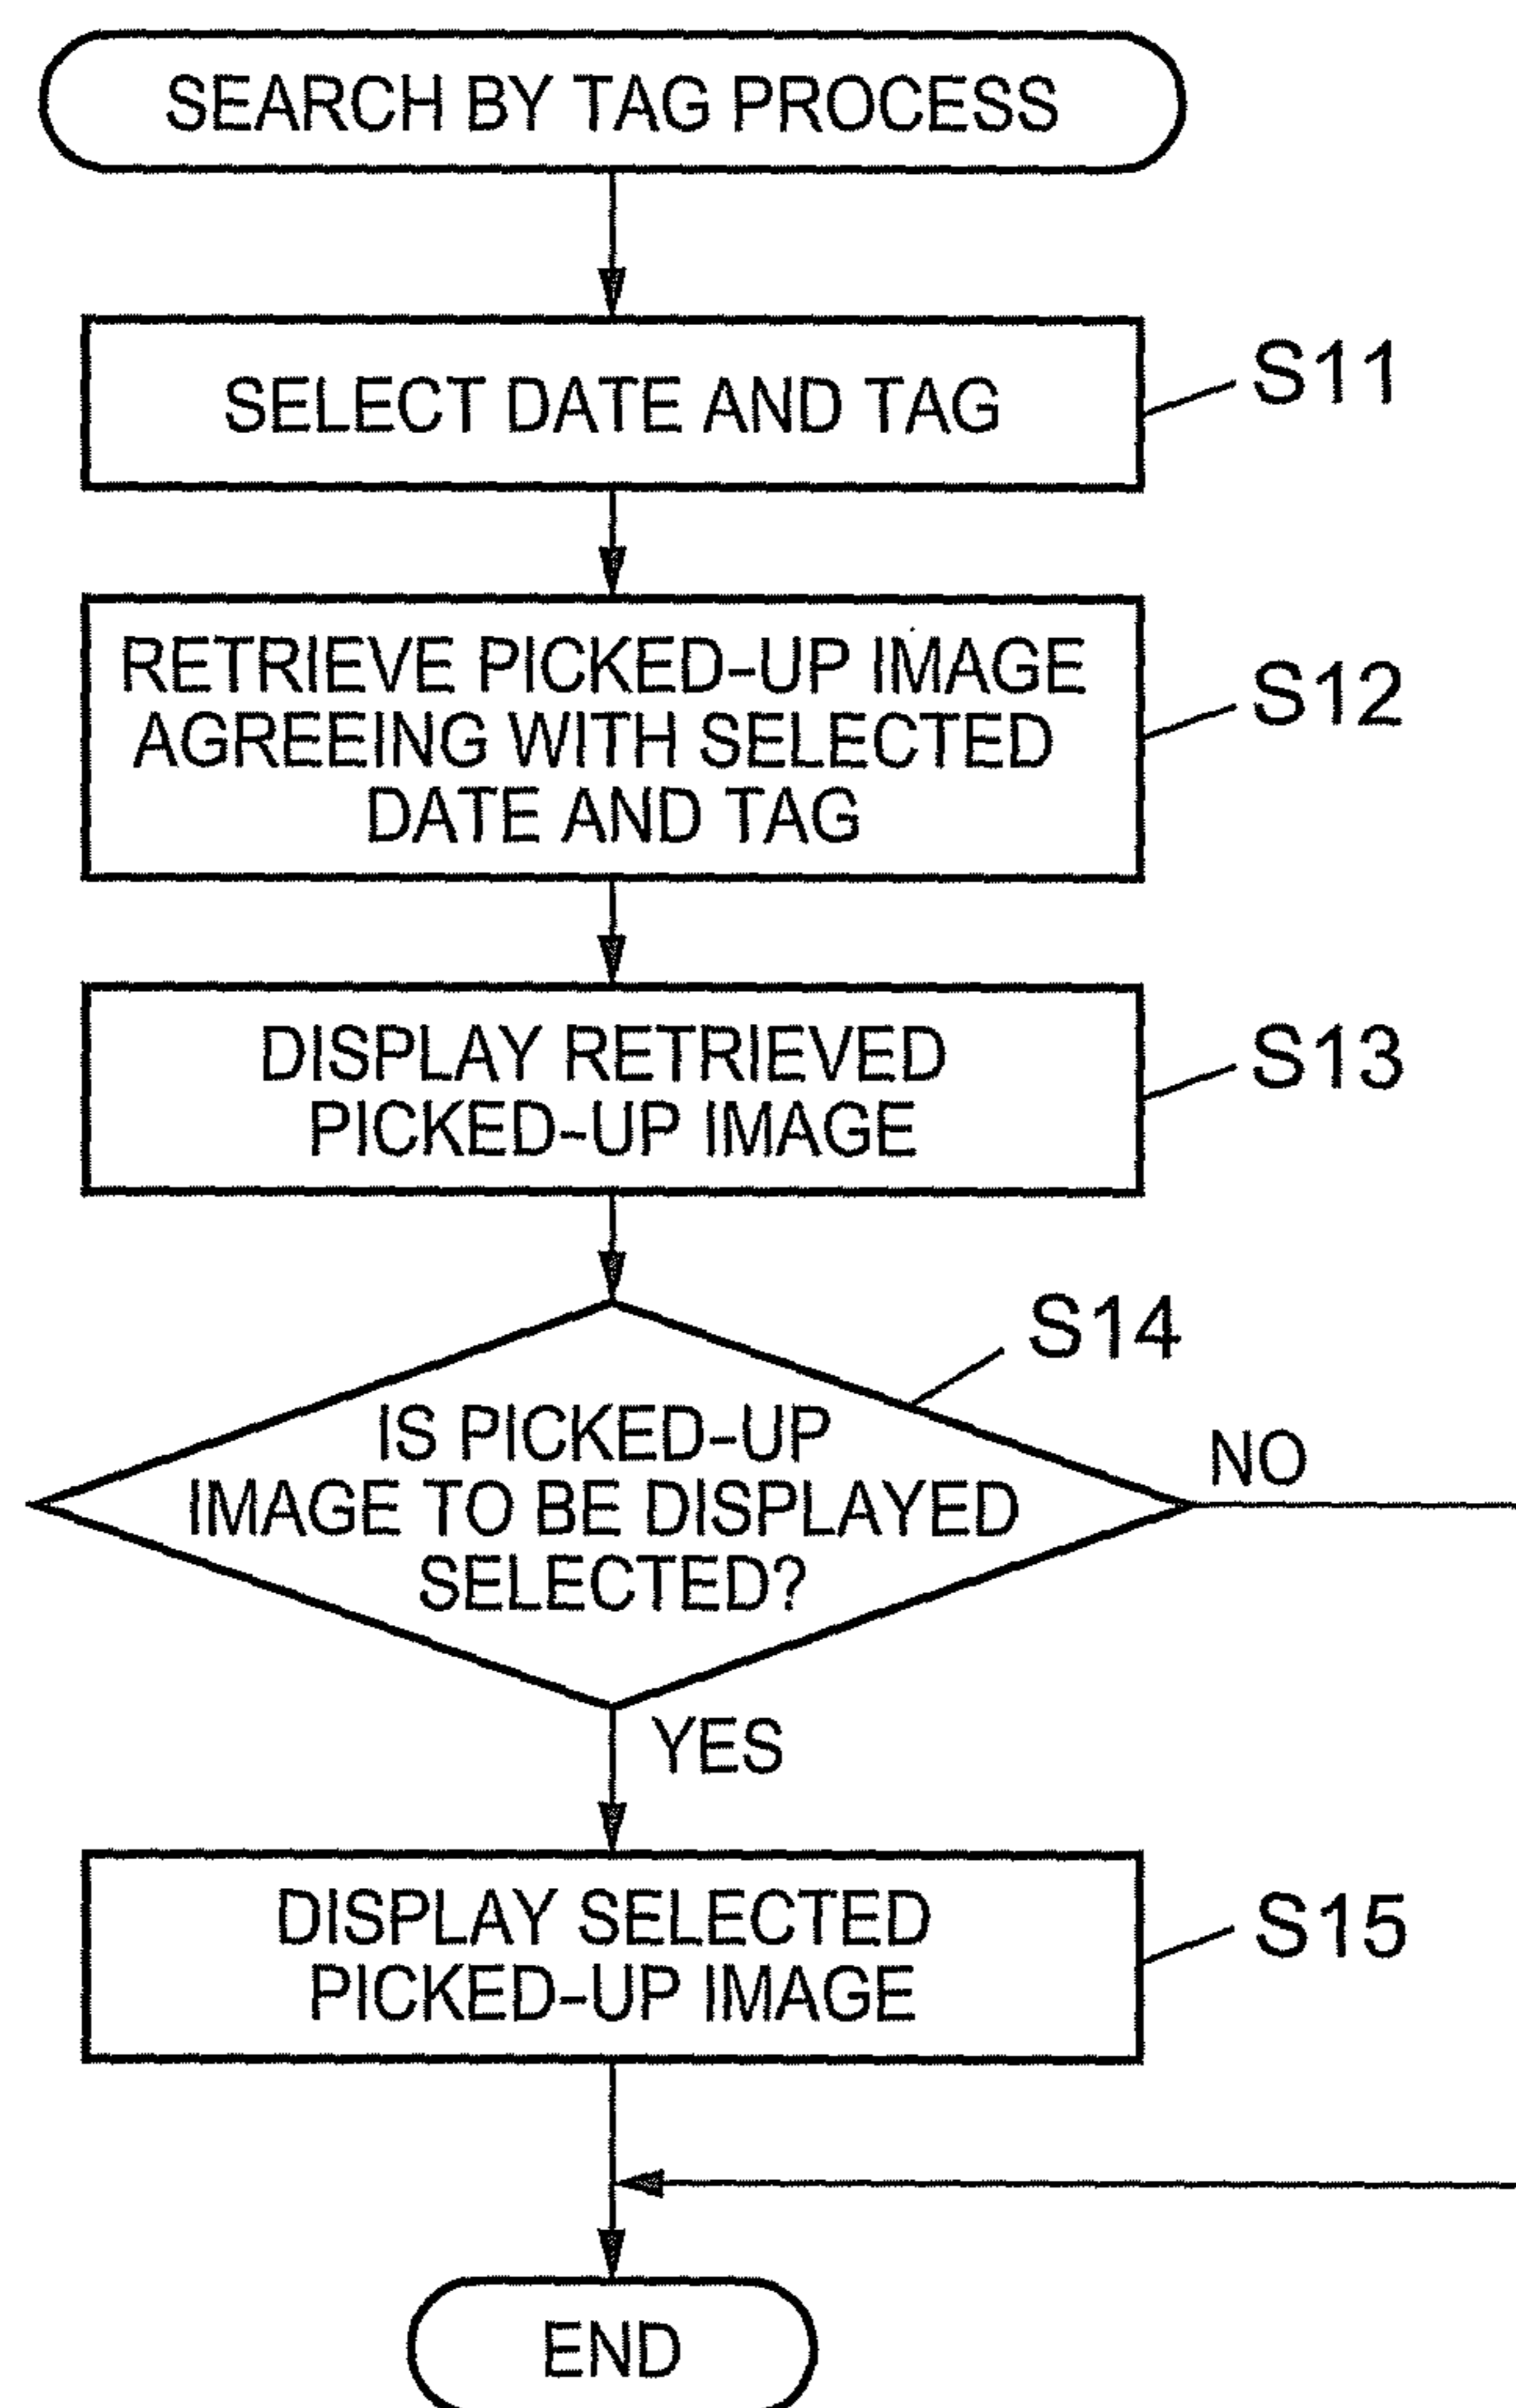 SEARCH BY TAG PROCESS
SELECT DATE AND TAG
S11
RETRIEVE PICKED-UP IMAGE
AGREEING WITH SELECTED
DATE AND TAG
S12
DISPLAY RETRIEVED
PICKED-UP IMAGE
S13
S14
IS PICKED-UP
IMAGE TO BE DISPLAYED
SELECTED?
NO
YES
DISPLAY SELECTED
PICKED-UP IMAGE
S15
END